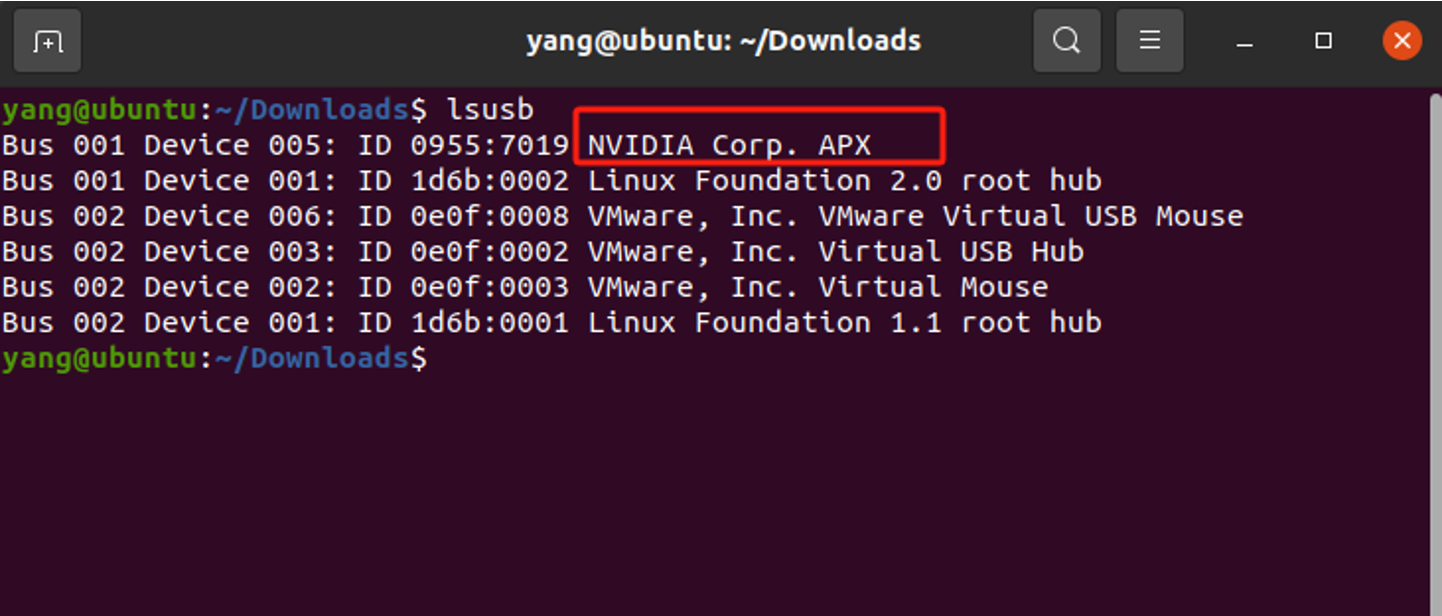 yang@ubuntu: ~/Downloads
yang@ubuntu:~/Downloads$ lsusb
Bus 001 Device 005: ID 0955:7019 NVIDIA Corp. APX
Bus 001 Device 001: ID 1d6b:0002 Linux Foundation 2.0 root hub
Bus 002 Device 006: ID 0e0f:0008 VMware, Inc. VMware Virtual USB Mouse
Bus 002 Device 003: ID 0e0f:0002 VMware, Inc. Virtual USB Hub
Bus 002 Device 002: ID 0e0f:0003 VMware, Inc. Virtual Mouse
Bus 002 Device 001: ID 1d6b:0001 Linux Foundation 1.1 root hub
yang@ubuntu:~/Downloads$